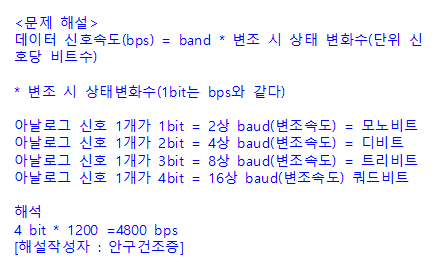 <문제 해설>
데이터 신호속도(bps) = band * 변조 시 상태 변화수(단위 신
호당 비트수)
* 변조 시 상태변화수(1bit는 bps와 같다)
아날로그 신호 1개가 1bit = 2상 baud(변조속도) = 모노비트
아날로그 신호 1개가 2bit = 4상 baud(변조속도) = 디비트
아날로그 신호 1개가 3bit = 8상 baud(변조속도) = 트리비트
아날로그 신호 1개가 4bit = 16상 baud(변조속도) 쿼드비트
해석
4 bit * 1200 =4800 bps
[해설작성자 : 안구건조증]